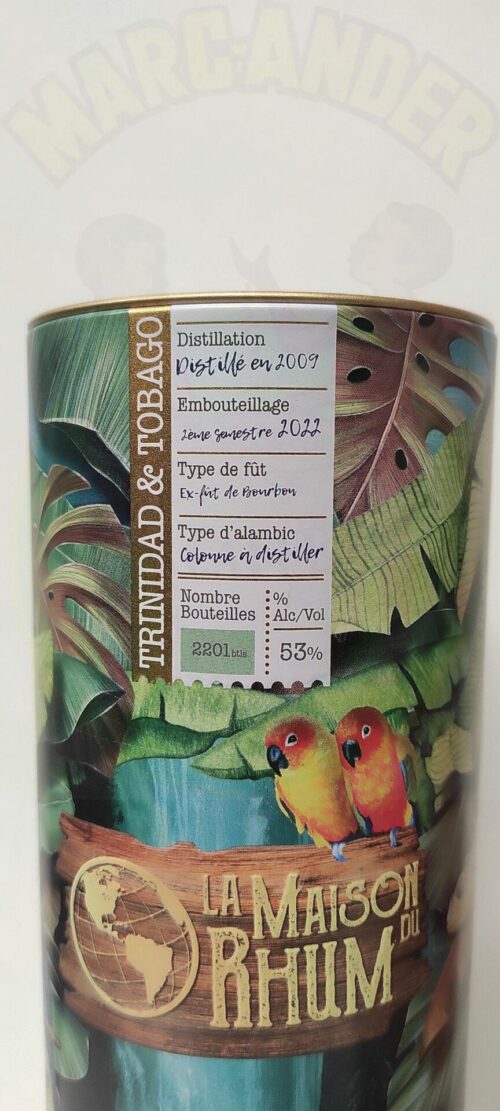 MARC-ANDER
TRINIDAD & TOBAGO
Distillation
Distillé en 2009
Embouteillage
2ème semestre 2022
Type de fût
Ex-fût de Bourbon
Type d'alambic
Colonne à distiller
Nombre
Bouteilles
2201 btls
%
Alc/Vol
53%
LA MAISON
DU
RHUM